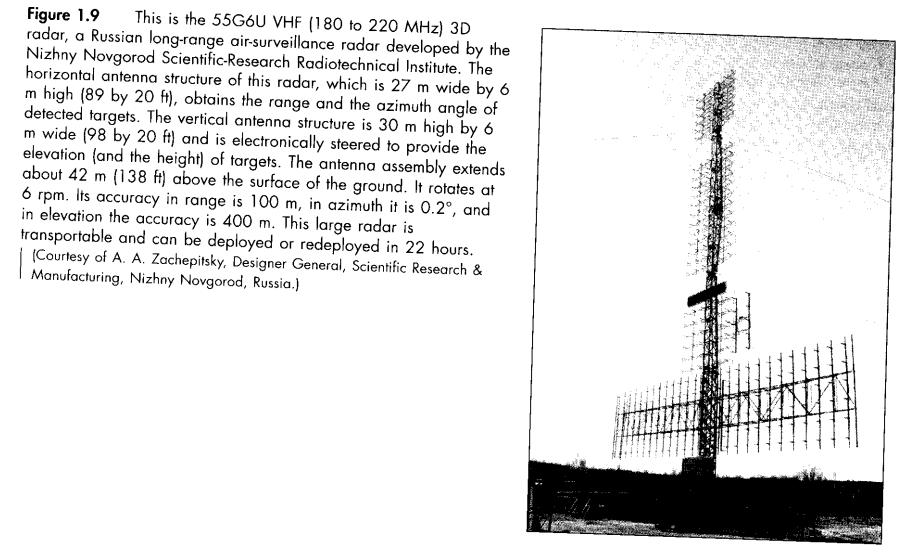 Figure 1.9 This is the 55G6U VHF (180 to 220 MHz) 3D
radar, a Russian long-range air-surveillance radar developed by the
Nizhny Novgorod Scientific-Research Radiotechnical Institute. The
horizontal antenna structure of this radar, which is 27 m wide by 6
m high (89 by 20 ft), obtains the range and the azimuth angle of
detected targets. The vertical antenna structure is 30 m high by 6
m wide (98 by 20 ft) and is electronically steered to provide the
elevation (and the height) of targets. The antenna assembly extends
about 42 m (138 ft) above the surface of the ground. It rotates at
6 rpm. Its accuracy in range is 100 m, in azimuth it is 0.2°, and
in elevation the accuracy is 400 m. This large radar is
transportable and can be deployed or redeployed in 22 hours.
(Courtesy of A. A. Zachepitsky, Designer General, Scientific Research &
Manufacturing, Nizhny Novgorod, Russia.)